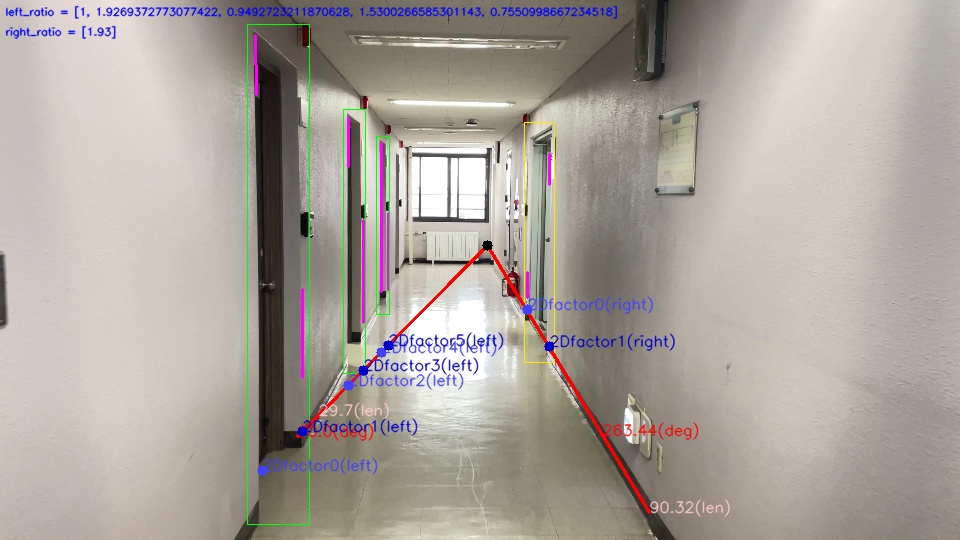 left_ratio = [1, 1.9269372773077422, 0.9492723211870628, 1.5300266585301143, 0.7550998667234518]
right_ratio = [1.93]
2Dfactor0(right)
2Dfactor1(right)
2Dfactor5(left)
2Dfactor4(left)
2Dfactor3(left)
2Dfactor2(left)
29.7(len)
2Dfactor1(left)
(deg)
263.44(deg)
2Dfactor0(left)
90.32(len)